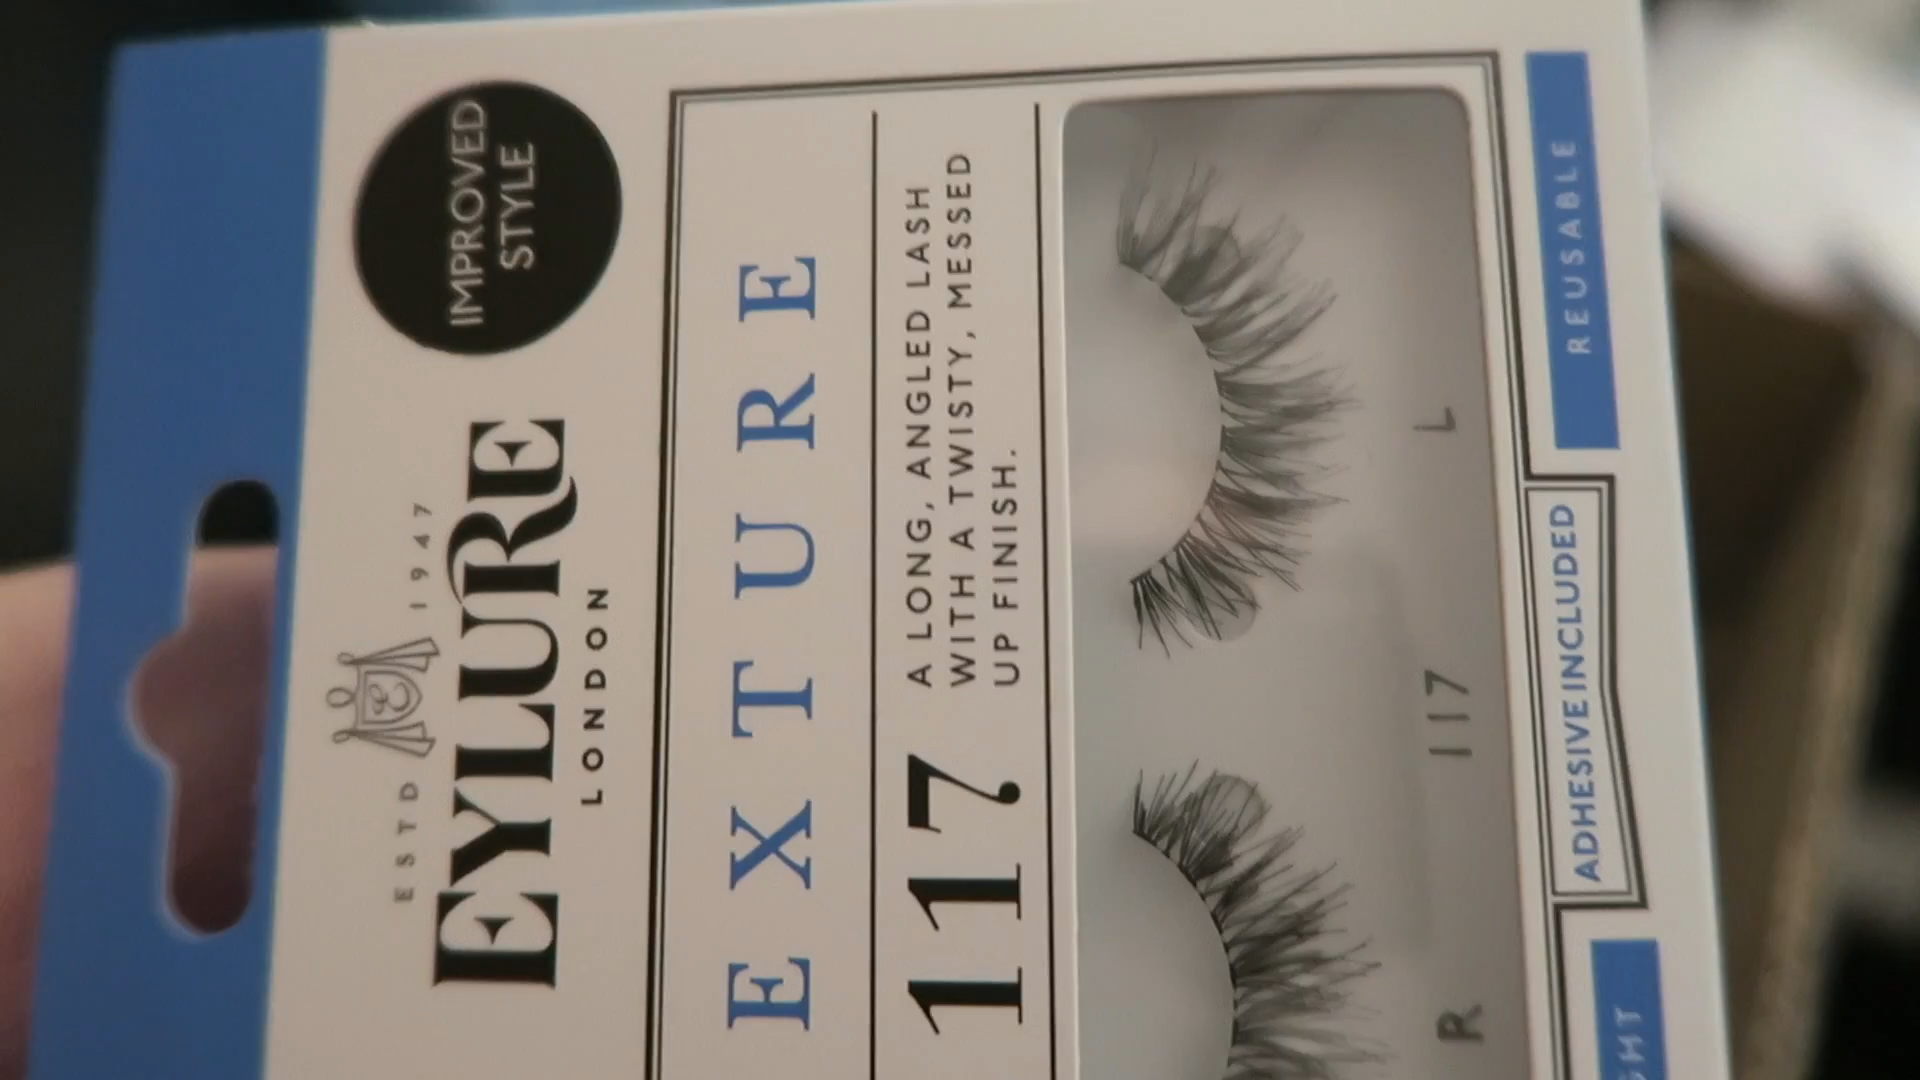 IMPROVED
STYLE
ESTD 1947
E
EYLURE
LONDON
EXTURE
117
A LONG, ANGLED LASH
WITH A TWISTY, MESSED
UP FINISH.
R 117 L
ADHESIVE INCLUDED
REUSABLE